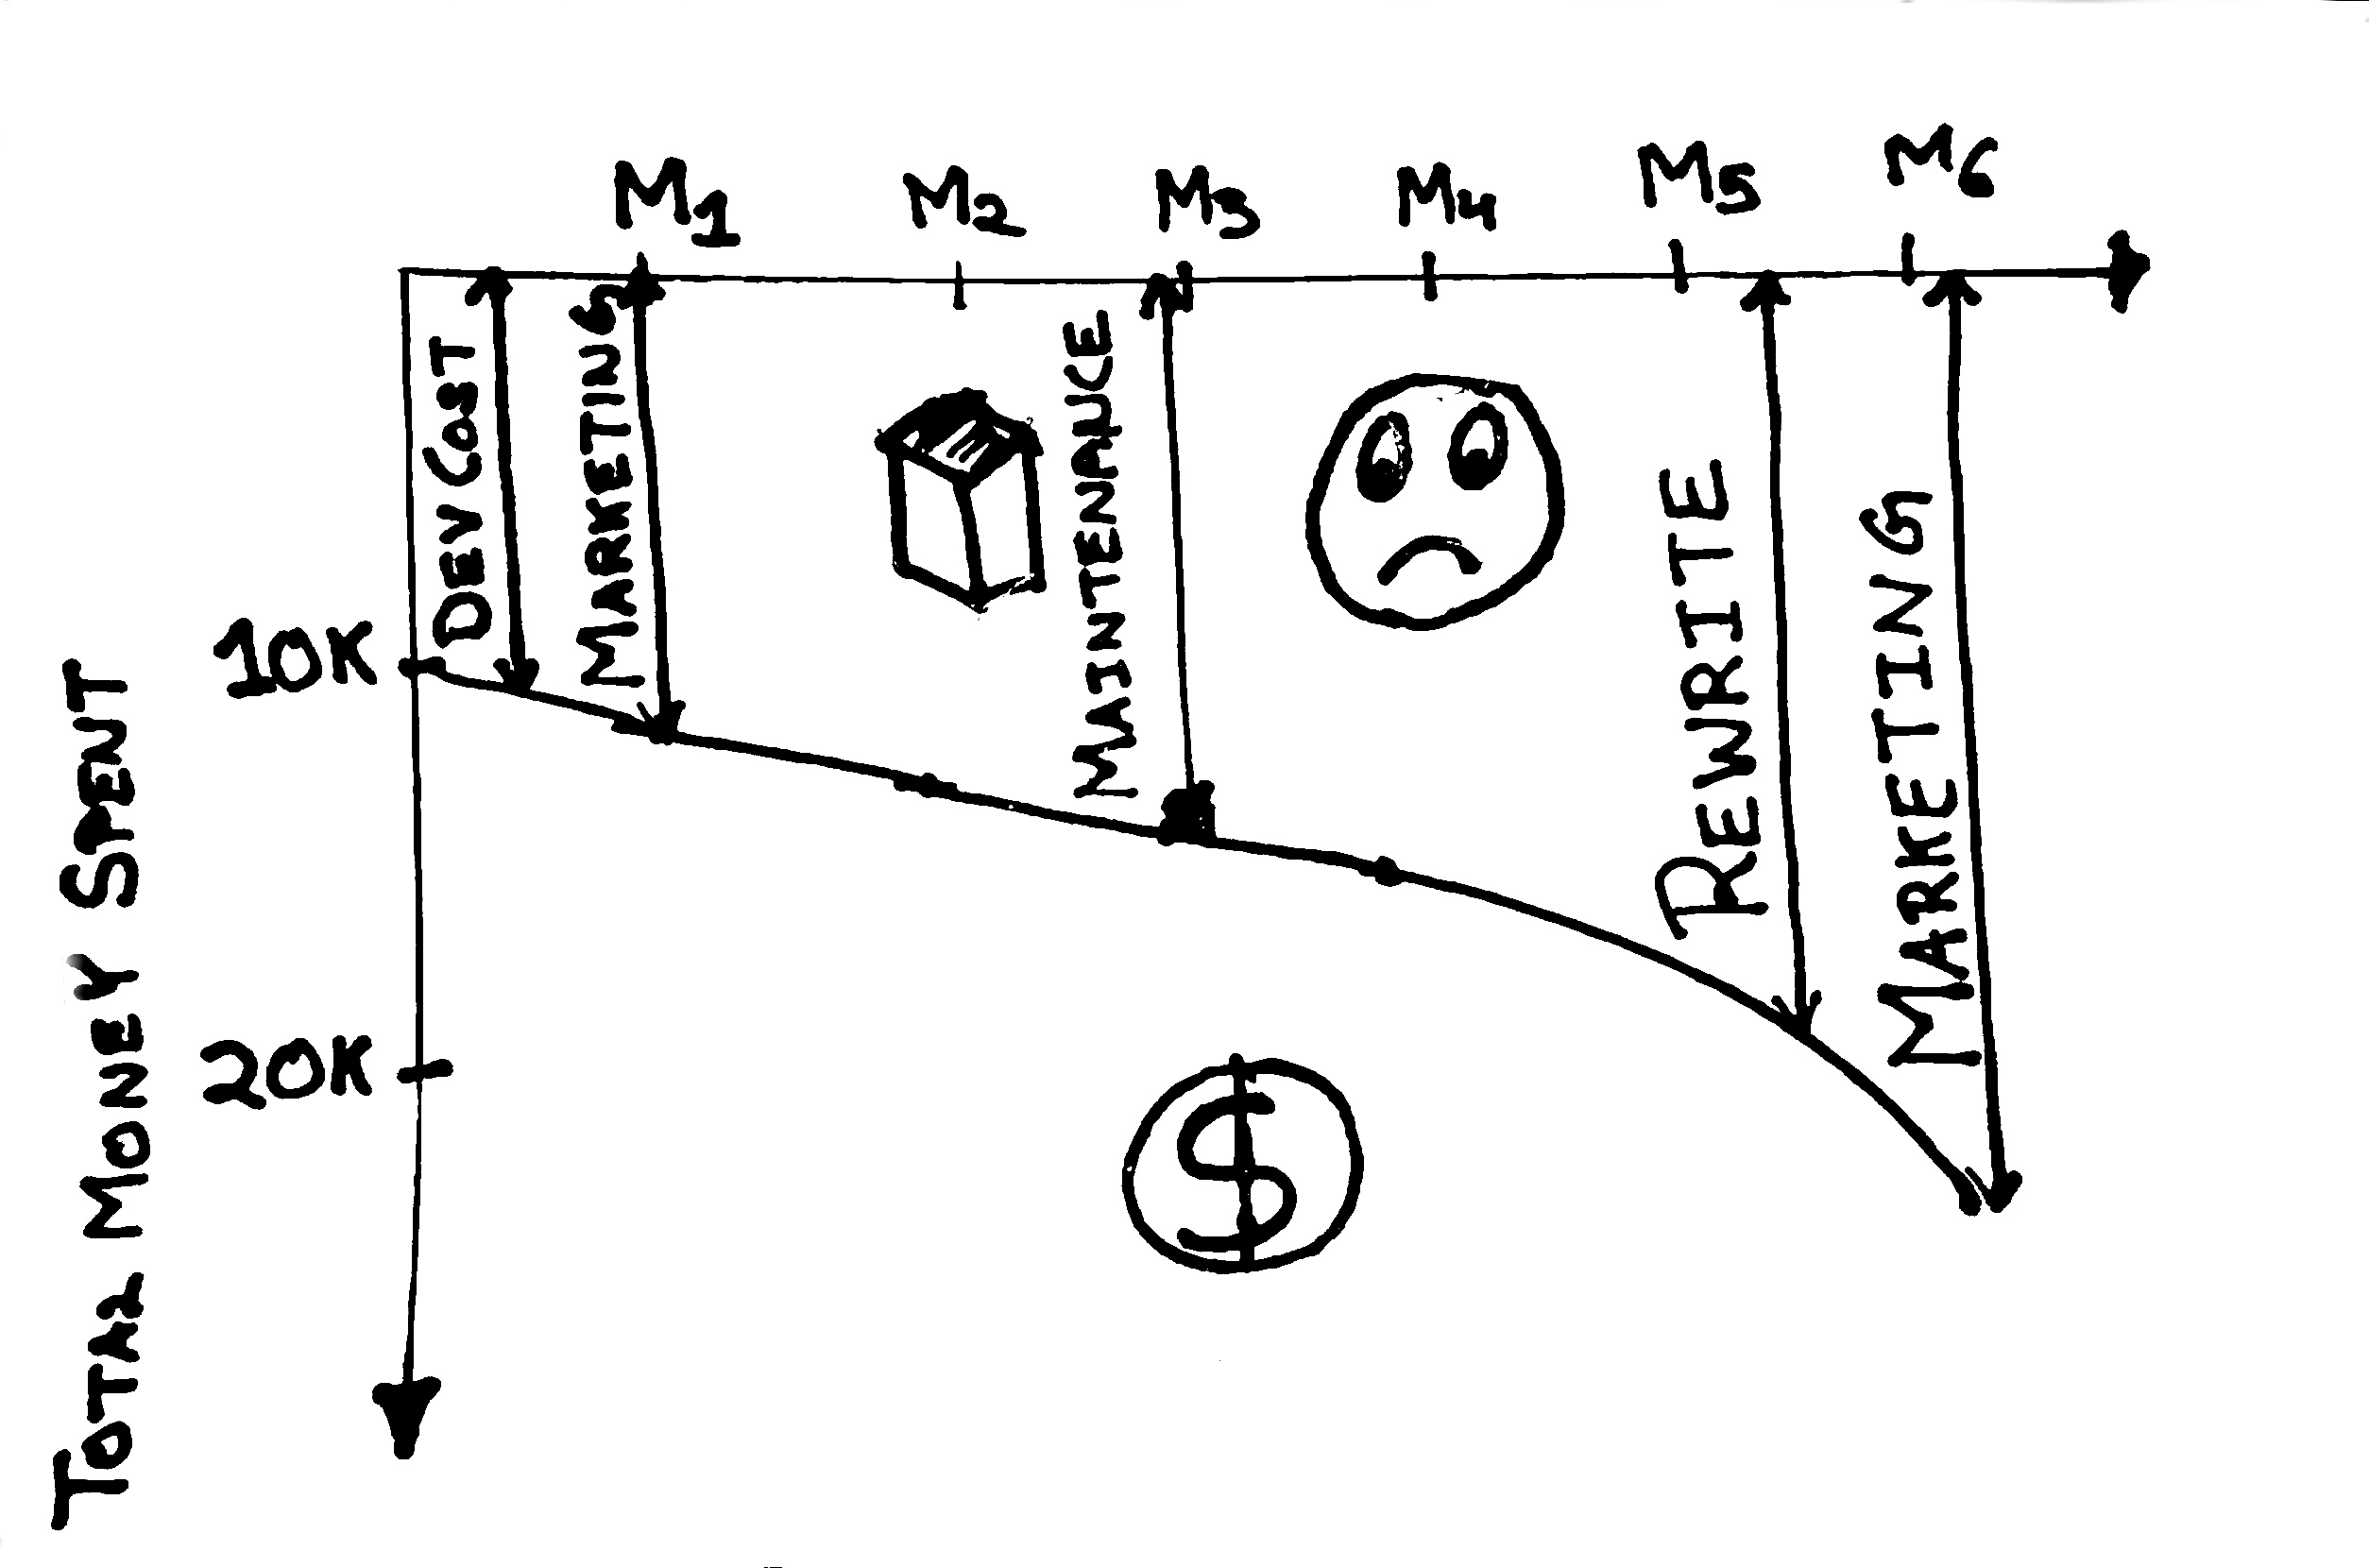 M1 M2 M3 M4 M5 M6
DEV COST
MARKETING
MAINTENANCE
REWRITE
MARKETING
10K
20K
TOTAL MONEY SPENT
$